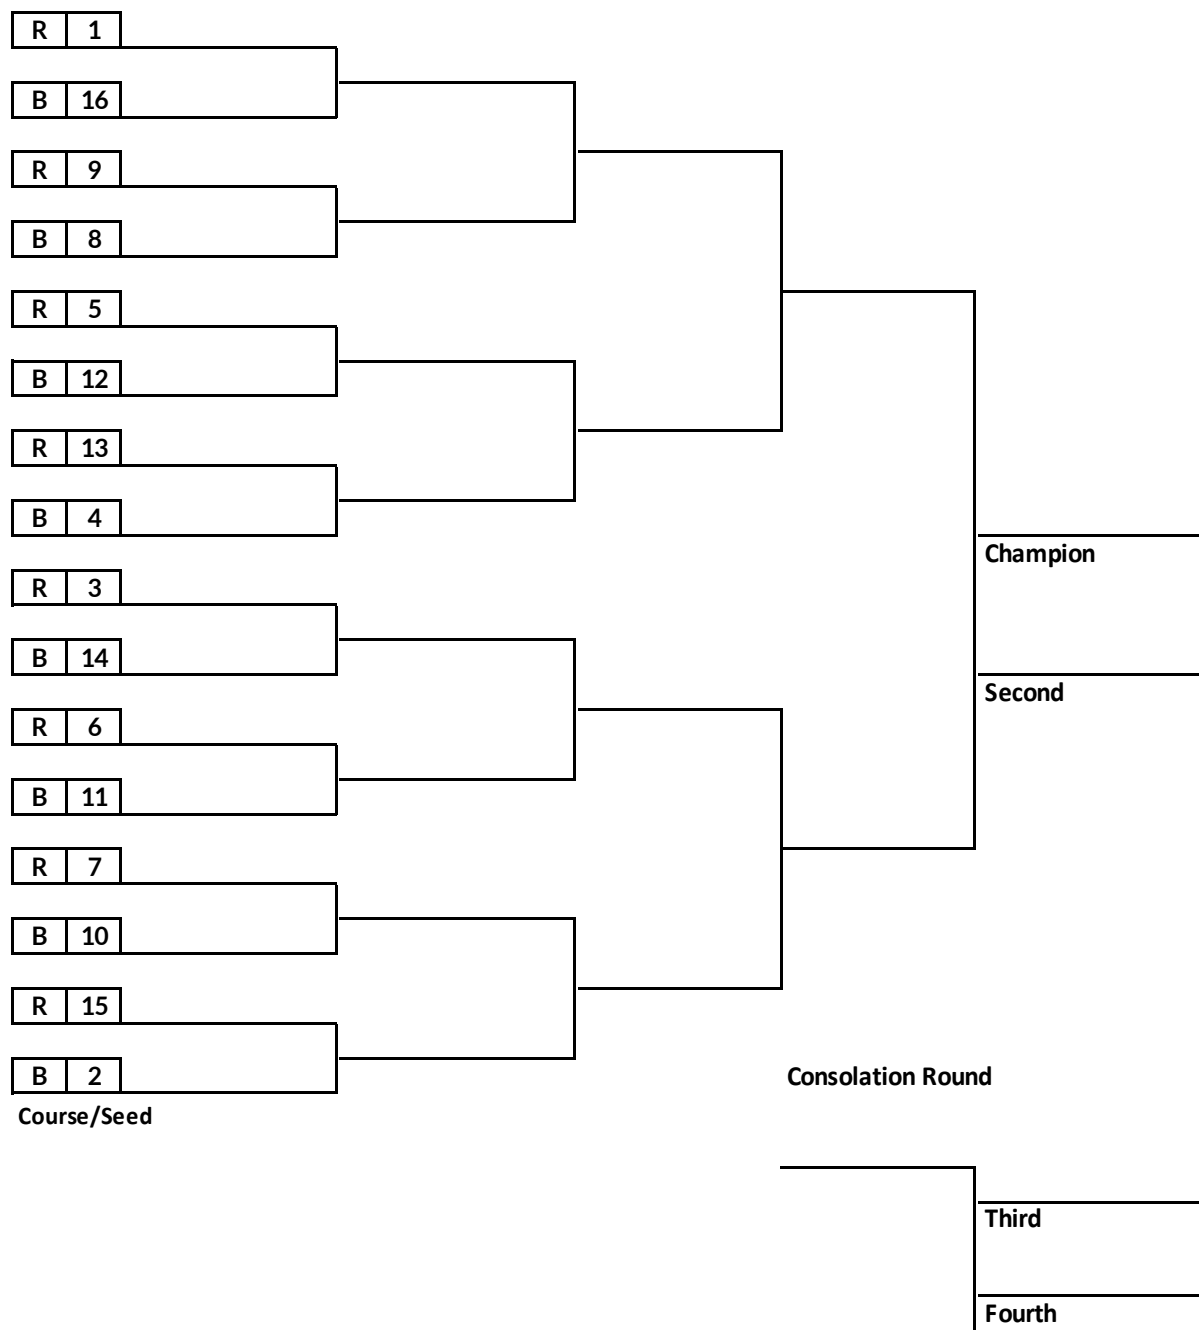 R 1
B 16
R 9
B 8
R 5
B 12
R 13
B 4
Champion
R 3
B 14
Second
R 6
B 11
R 7
B 10
R 15
B 2
Consolation Round
Course/Seed
Third
Fourth